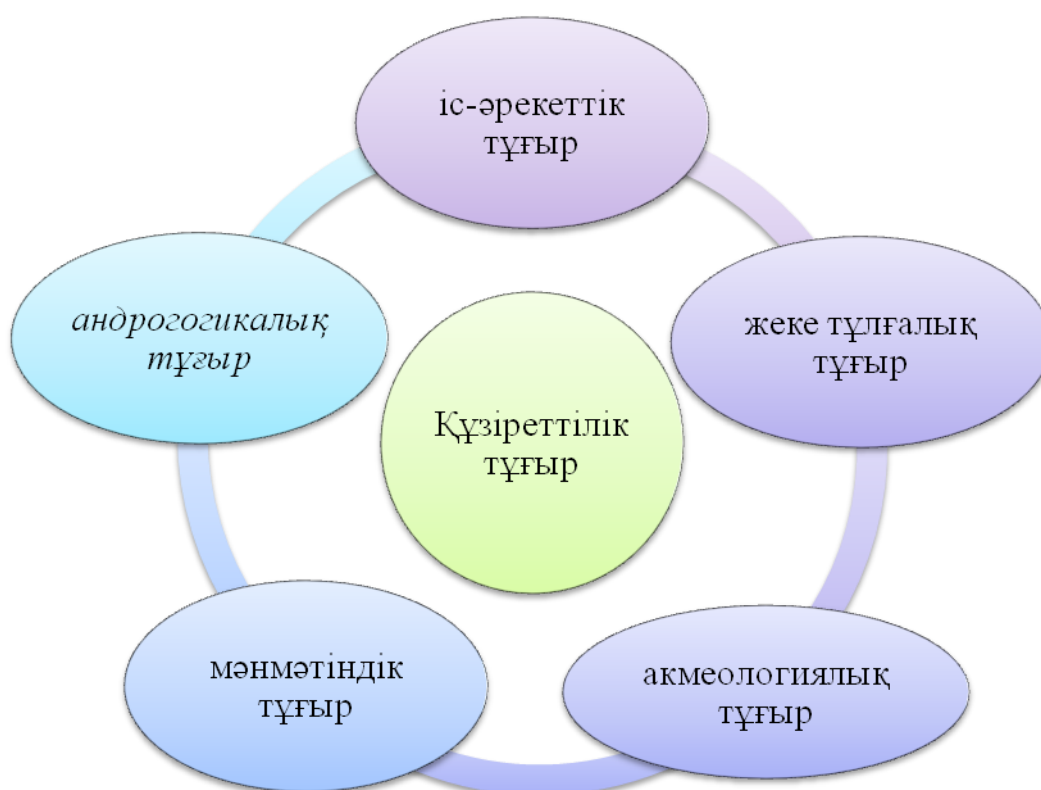 іс-әрекеттік
тұғыр
жеке тұлғалық
тұғыр
акмеологиялық
тұғыр
мәнмәтіндік
тұғыр
андрогогикалық
тұғыр
Құзіреттілік
тұғыр